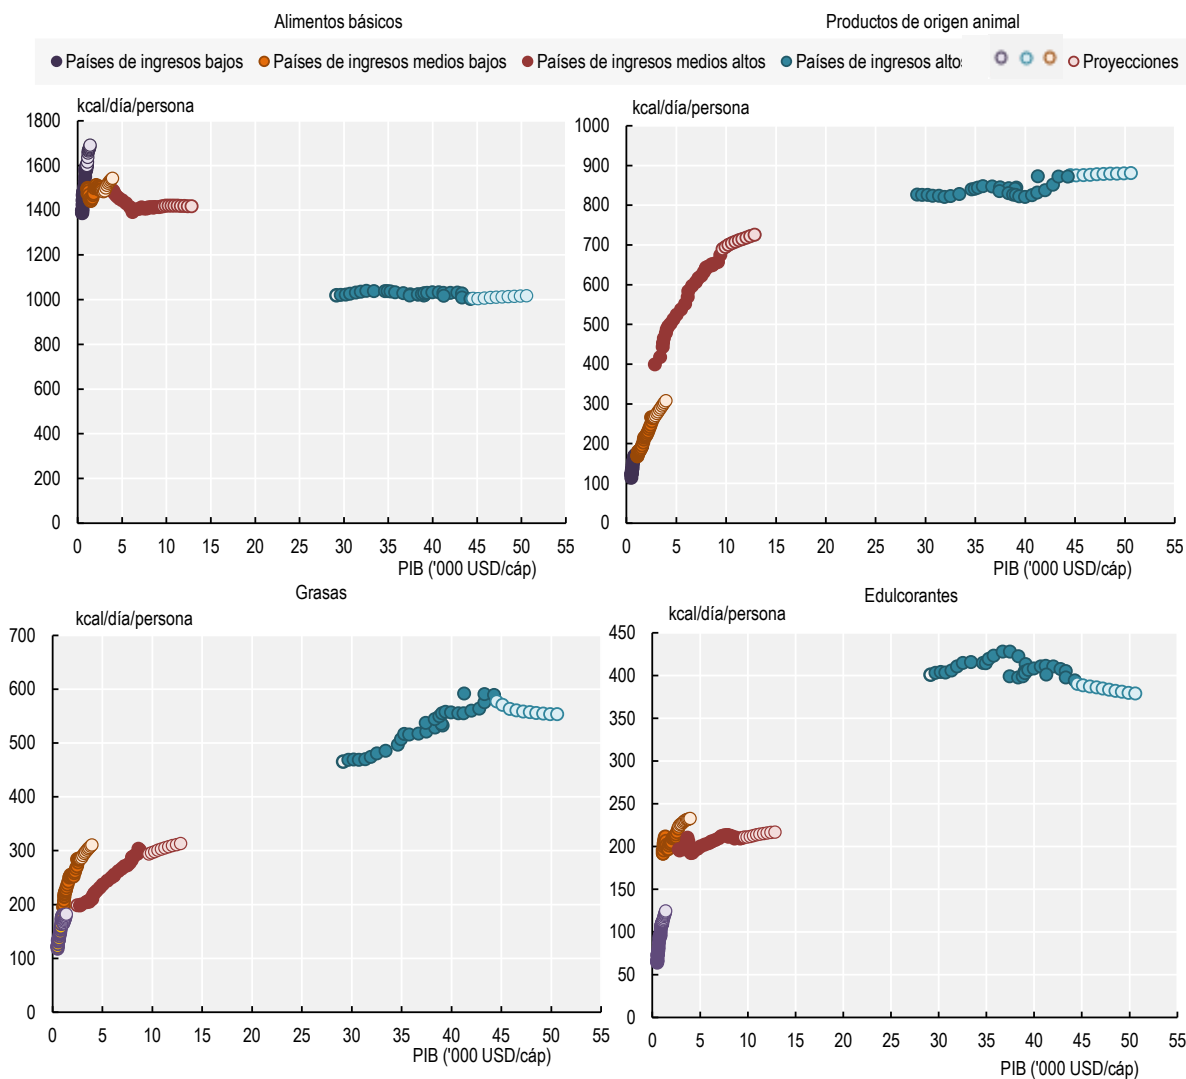 Alimentos básicos
Productos de origen animal
Países de ingresos bajos
Países de ingresos medios bajos
Países de ingresos medios altos
Países de ingresos alto
Proyecciones
kcal/día/persona
1800
1600
1400
1200
1000
800
600
400
200
0
0 5 10 15 20 25 30 35 40 45 50 55
PIB ('000 USD/cáp)
kcal/día/persona
1000
900
800
700
600
500
400
300
200
100
0
0 5 10 15 20 25 30 35 40 45 50 55
PIB ('000 USD/cáp)
Grasas
kcal/día/persona
700
600
500
400
300
200
100
0
0 5 10 15 20 25 30 35 40 45 50 55
PIB ('000 USD/cáp)
Edulcorantes
kcal/día/persona
450
400
350
300
250
200
150
100
50
0
0 5 10 15 20 25 30 35 40 45 50 55
PIB ('000 USD/cáp)